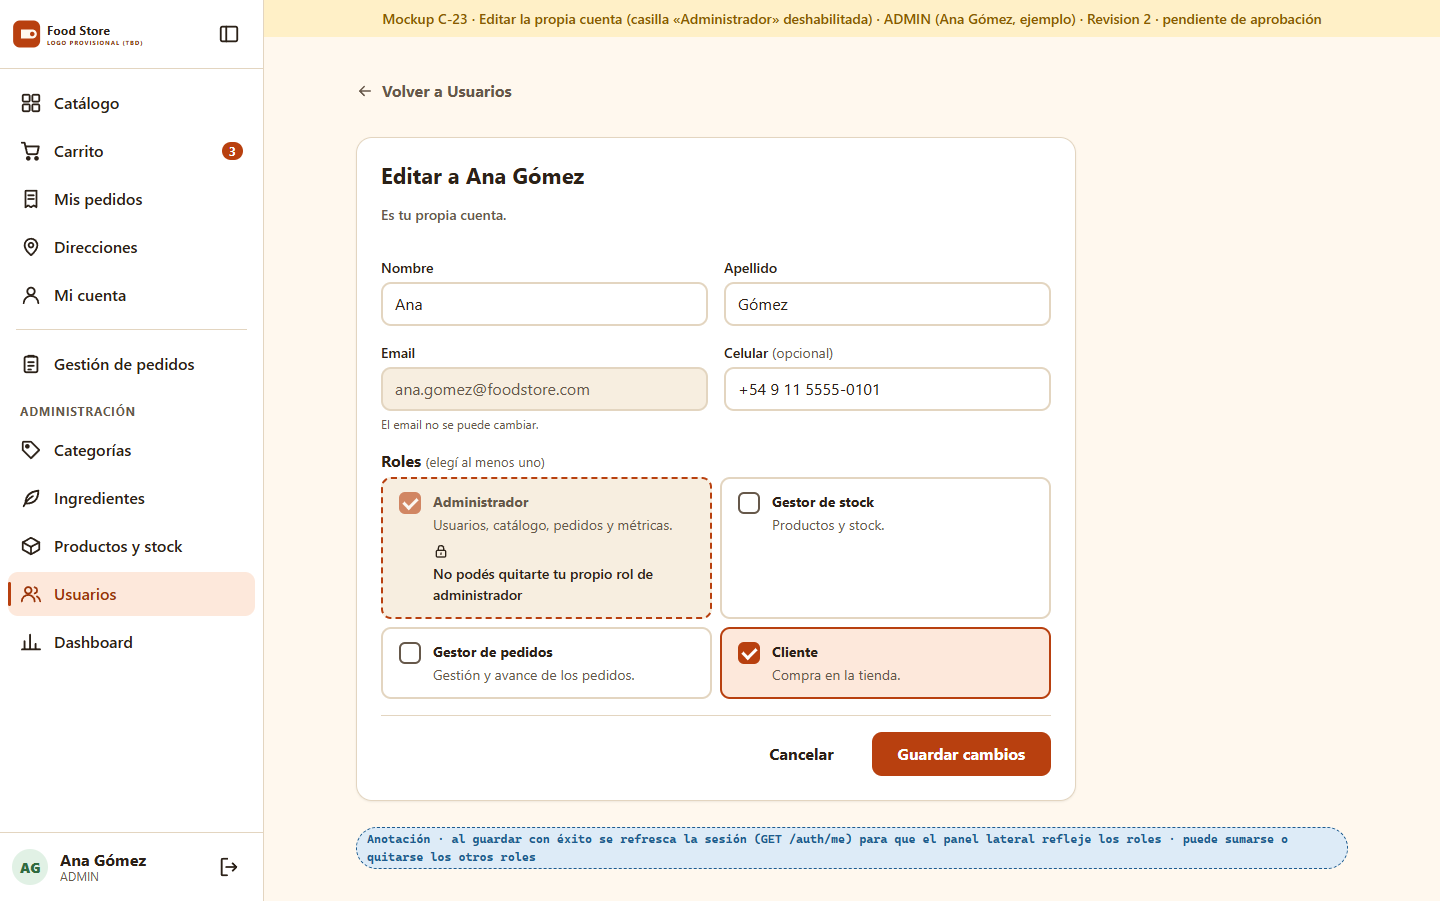 Food Store
LOGO PROVISIONAL (TBD)
Catálogo
Carrito
3
Mis pedidos
Direcciones
Mi cuenta
Gestión de pedidos
ADMINISTRACIÓN
Categorías
Ingredientes
Productos y stock
Usuarios
Dashboard
AG
Ana Gómez
ADMIN
Mockup C-23 · Editar la propia cuenta (casilla «Administrador» deshabilitada) · ADMIN (Ana Gómez, ejemplo) · Revision 2 · pendiente de aprobación
← Volver a Usuarios
Editar a Ana Gómez
Es tu propia cuenta.
Nombre
Ana
Apellido
Gómez
Email
ana.gomez@foodstore.com
El email no se puede cambiar.
Celular (opcional)
+54 9 11 5555-0101
Roles (elegí al menos uno)
Administrador
Usuarios, catálogo, pedidos y métricas.
No podés quitarte tu propio rol de
administrador
Gestor de stock
Productos y stock.
Gestor de pedidos
Gestión y avance de los pedidos.
Cliente
Compra en la tienda.
Cancelar
Guardar cambios
Anotación · al guardar con éxito se refresca la sesión (GET /auth/me) para que el panel lateral refleje los roles · puede sumarse o
quitarse los otros roles